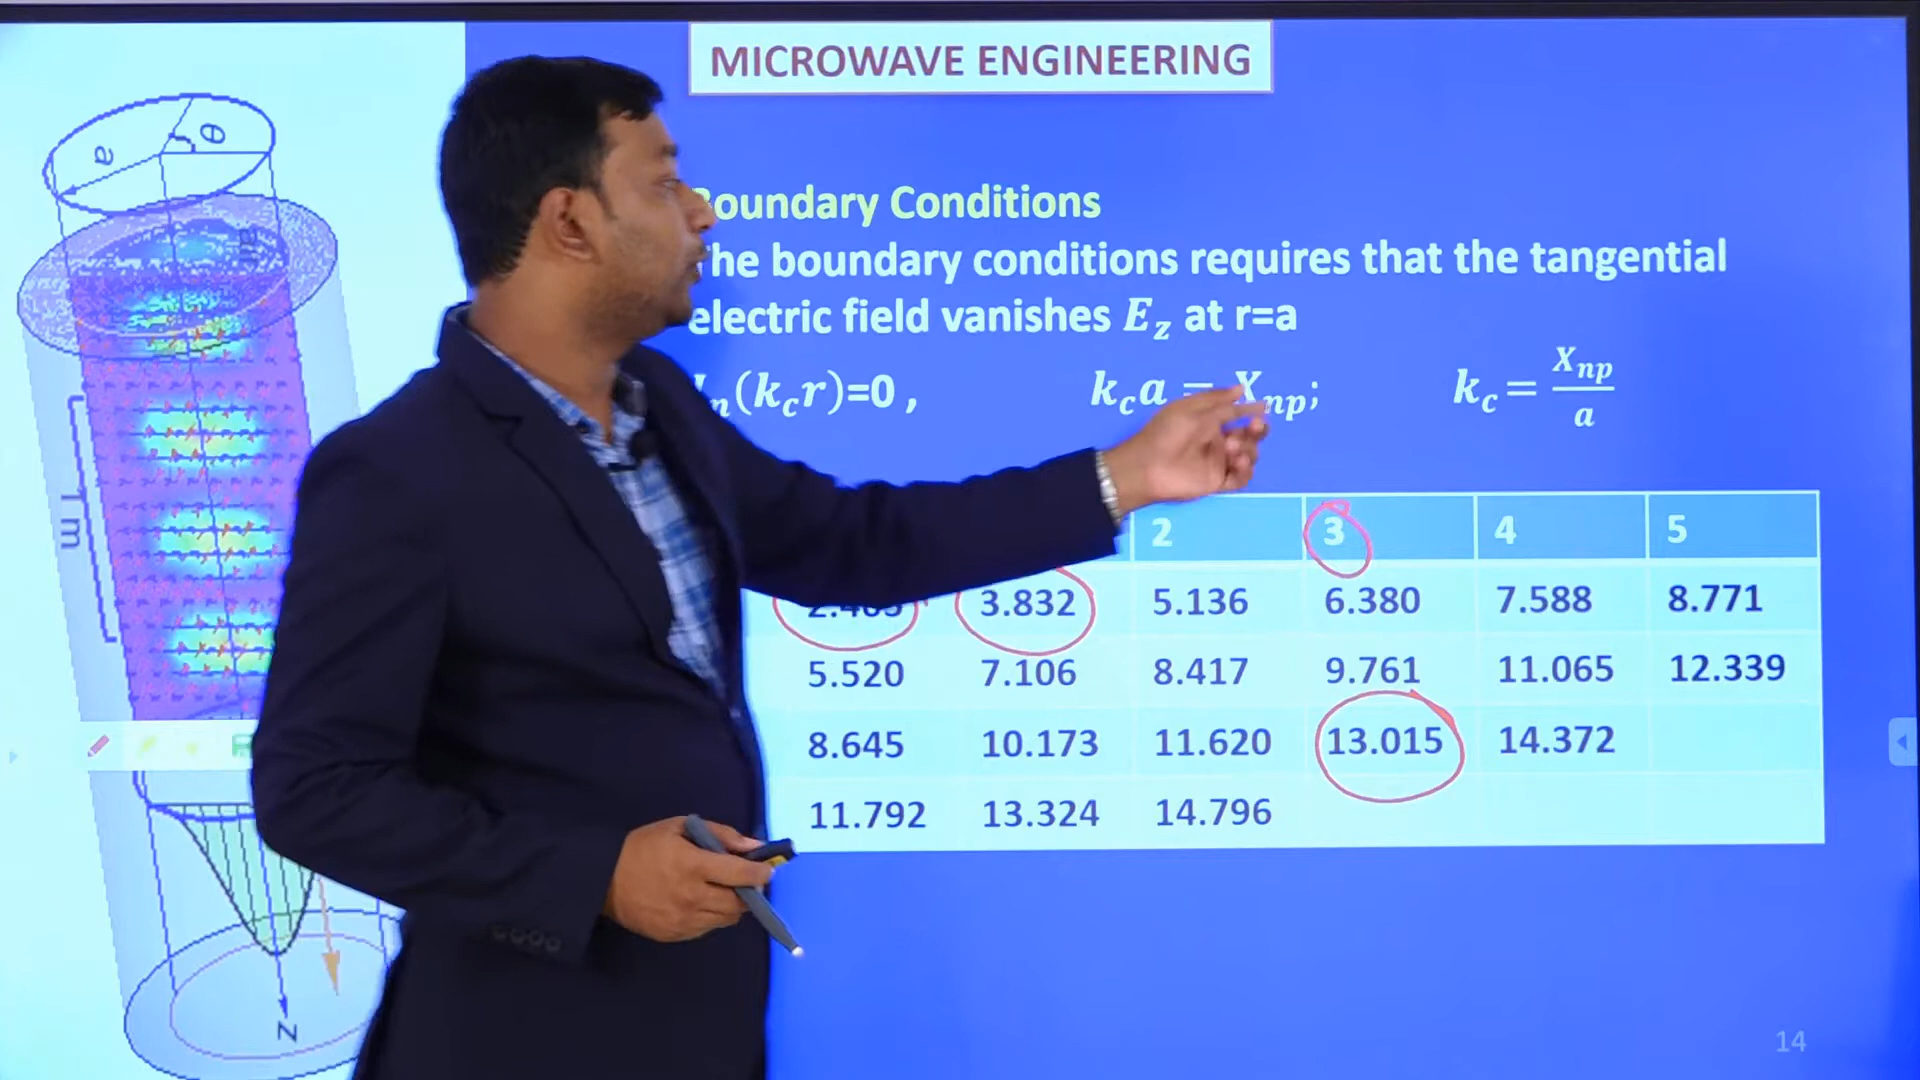 MICROWAVE ENGINEERING
a θ
oundary Conditions
he boundary conditions requires that the tangential
electric field vanishes E_z at r=a
_n(k_c r)=0 , k_c a = X_np; k_c = X_np / a
2 3 4 5
3.832 5.136 6.380 7.588 8.771
5.520 7.106 8.417 9.761 11.065 12.339
8.645 10.173 11.620 13.015 14.372
11.792 13.324 14.796
z
14